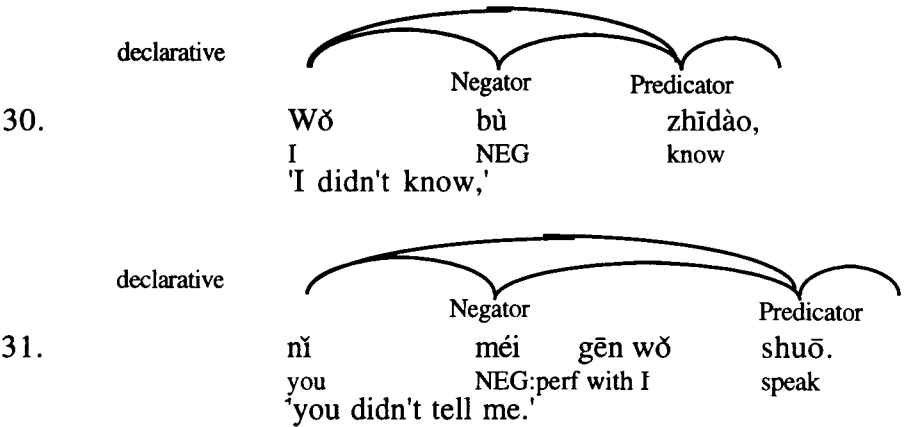 declarative
Negator Predicator
30. Wǒ bù zhīdào,
I NEG know
'I didn't know,'
declarative
Negator Predicator
31. nǐ méi gēn wǒ shuō.
you NEG:perf with I speak
'you didn't tell me.'